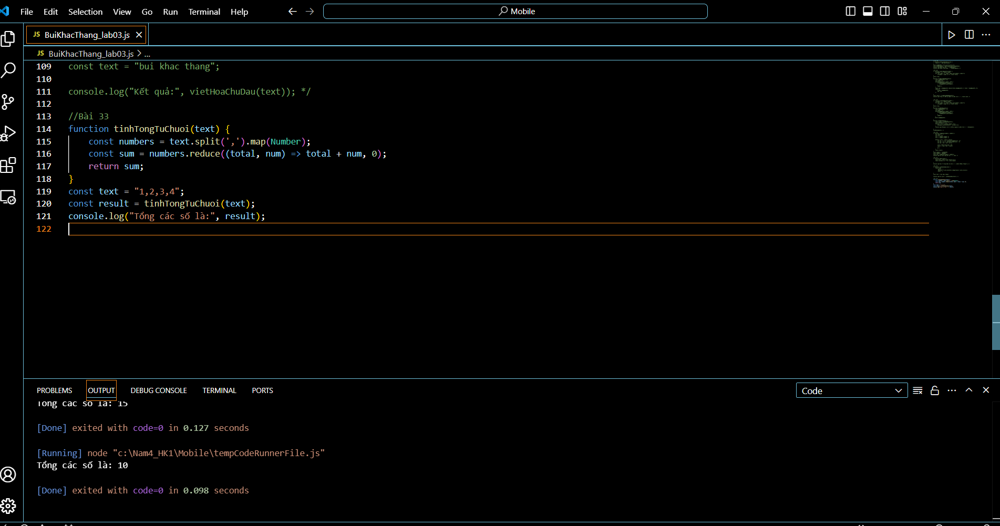 File Edit Selection View Go Run Terminal Help Mobile
JS BuiKhacThang_lab03.js
JS BuiKhacThang_lab03.js > ...
109 const text = "bui khac thang";
110
111 console.log("Kết quả:", vietHoaChuDau(text)); */
112
113 //Bài 33
114 function tinhTongTuChuoi(text) {
115 const numbers = text.split(',').map(Number);
116 const sum = numbers.reduce((total, num) => total + num, 0);
117 return sum;
118 }
119 const text = "1,2,3,4";
120 const result = tinhTongTuChuoi(text);
121 console.log("Tổng các số là:", result);
122
PROBLEMS OUTPUT DEBUG CONSOLE TERMINAL PORTS Code
Tổng các số là: 15
[Done] exited with code=0 in 0.127 seconds
[Running] node "c:\Nam4_HK1\Mobile\tempCodeRunnerFile.js"
Tổng các số là: 10
[Done] exited with code=0 in 0.098 seconds